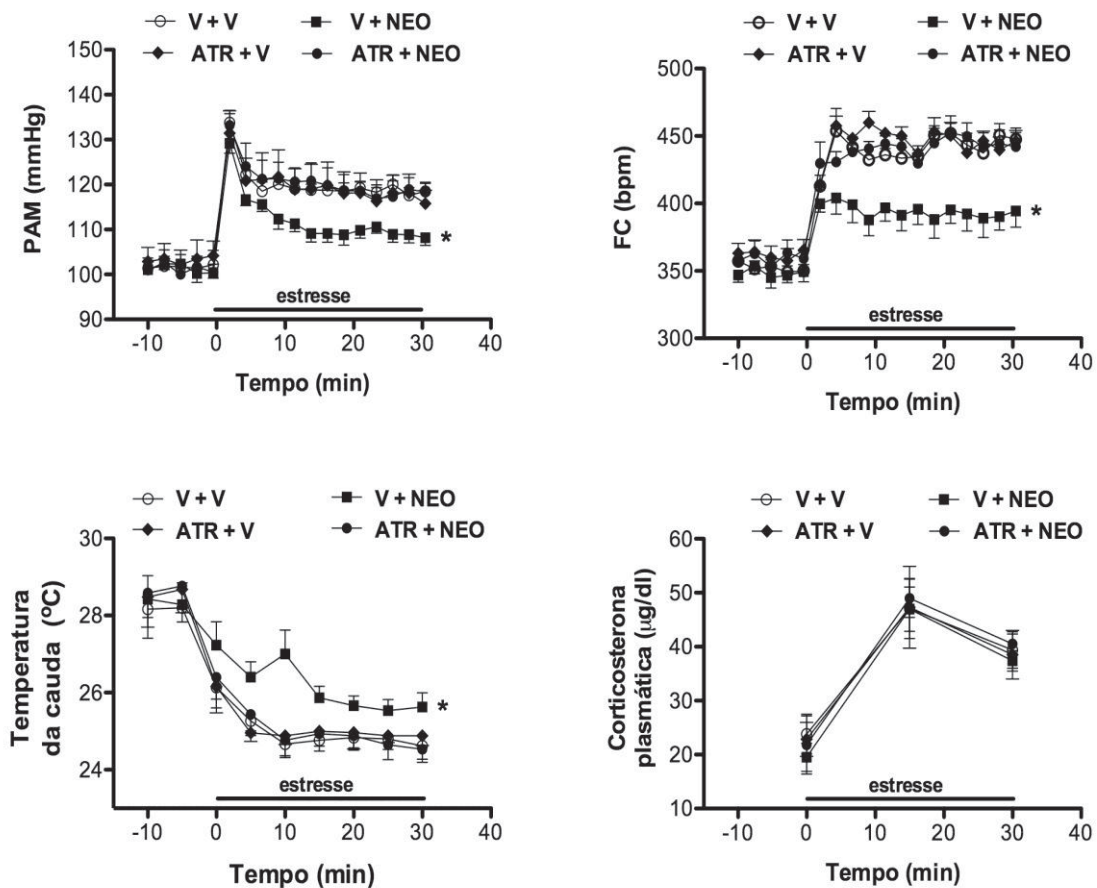 V + V
V + NEO
ATR + V
ATR + NEO
PAM (mmHg)
150
140
130
120
110
100
90
estresse
-10
0
10
20
30
40
Tempo (min)
V + V
V + NEO
ATR + V
ATR + NEO
FC (bpm)
500
450
400
350
300
*
estresse
-10
0
10
20
30
40
Tempo (min)
*
V + V
V + NEO
ATR + V
ATR + NEO
Temperatura
da cauda (ºC)
30
28
26
24
*
estresse
-10
0
10
20
30
40
Tempo (min)
V + V
V + NEO
ATR + V
ATR + NEO
Corticosterona
plasmática (µg/dl)
60
50
40
30
20
10
estresse
-10
0
10
20
30
40
Tempo (min)